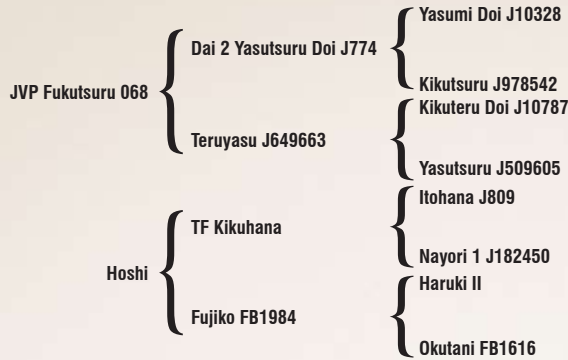 Yasumi Doi J10328
Dai 2 Yasutsuru Doi J774
Kikutsuru J978542
JVP Fukutsuru 068
Kikuteru Doi J10787
Teruyasu J649663
Yasutsuru J509605
Itohana J809
TF Kikuhana
Nayori 1 J182450
Hoshi
Haruki II
Fujiko FB1984
Okutani FB1616